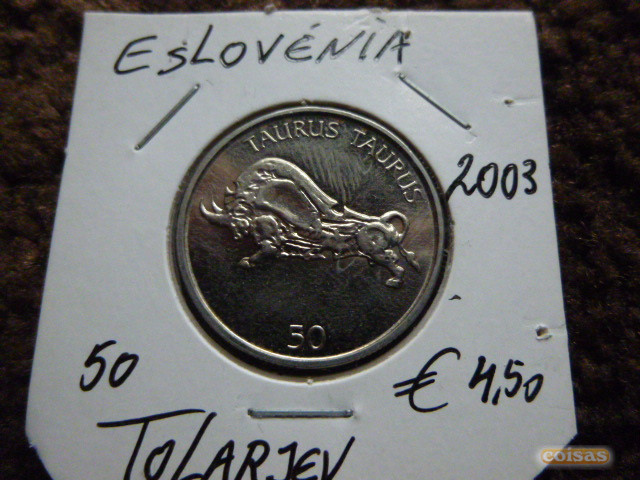 EsLOVÉNIA
TAURUS TAURUS
2003
50
50
€ 4,50
TOLARJEV
coisas